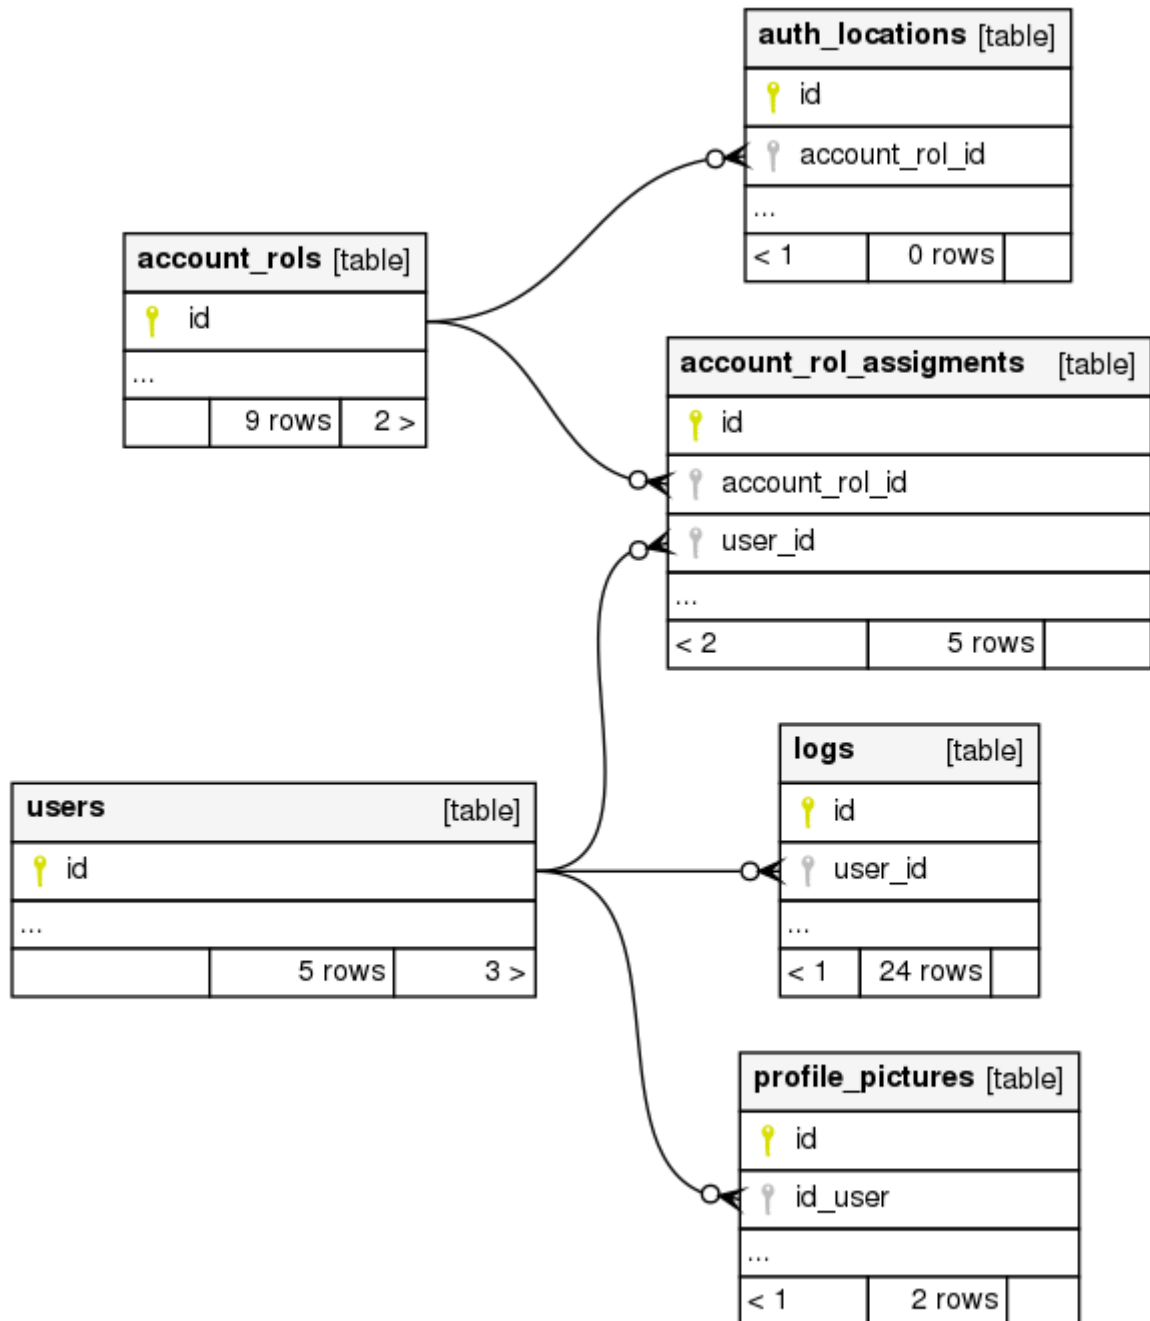 auth_locations [table]
id
account_rol_id
...
< 1 0 rows
account_rols [table]
id
...
9 rows 2 >
account_rol_assigments [table]
id
account_rol_id
user_id
...
< 2 5 rows
logs [table]
id
user_id
...
< 1 24 rows
users [table]
id
...
5 rows 3 >
profile_pictures [table]
id
id_user
...
< 1 2 rows